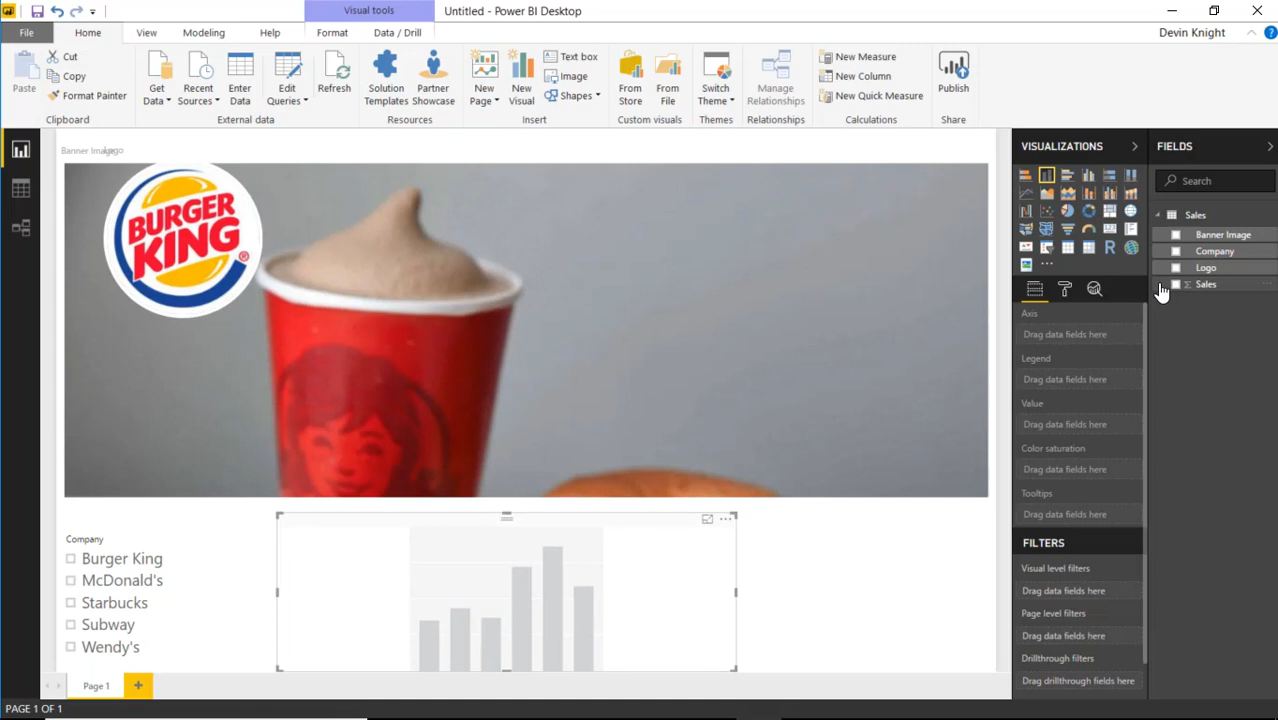 Visual tools
Untitled - Power BI Desktop
File
Home
View
Modeling
Help
Format
Data / Drill
Devin Knight
Paste
Cut
Copy
Format Painter
Clipboard
Get Data
Recent Sources
Enter Data
Edit Queries
Refresh
External data
Solution Templates
Partner Showcase
Resources
New Page
New Visual
Text box
Image
Shapes
Insert
From Store
From File
Custom visuals
Switch Theme
Themes
Manage Relationships
Relationships
New Measure
New Column
New Quick Measure
Calculations
Publish
Share
Banner Image
Logo
BURGER
KING
®
Company
Burger King
McDonald's
Starbucks
Subway
Wendy's
VISUALIZATIONS
R
Axis
Drag data fields here
Legend
Drag data fields here
Value
Drag data fields here
Color saturation
Drag data fields here
Tooltips
Drag data fields here
FILTERS
Visual level filters
Drag data fields here
Page level filters
Drag data fields here
Drillthrough filters
Drag drillthrough fields here
FIELDS
Search
Sales
Banner Image
Company
Logo
Σ Sales
Page 1
PAGE 1 OF 1